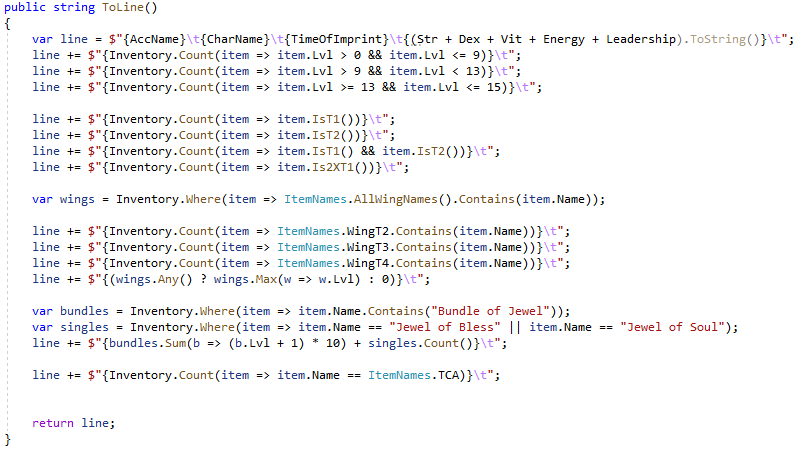 public string ToLine()
{
var line = $"{AccName}\t{CharName}\t{TimeOfImprint}\t{(Str + Dex + Vit + Energy + Leadership).ToString()}\t";
line += $"{Inventory.Count(item => item.Lvl > 0 && item.Lvl <= 9)}\t";
line += $"{Inventory.Count(item => item.Lvl > 9 && item.Lvl < 13)}\t";
line += $"{Inventory.Count(item => item.Lvl >= 13 && item.Lvl <= 15)}\t";
line += $"{Inventory.Count(item => item.IsT1())}\t";
line += $"{Inventory.Count(item => item.IsT2())}\t";
line += $"{Inventory.Count(item => item.IsT1() && item.IsT2())}\t";
line += $"{Inventory.Count(item => item.Is2XT1())}\t";
var wings = Inventory.Where(item => ItemNames.AllWingNames().Contains(item.Name));
line += $"{Inventory.Count(item => ItemNames.WingT2.Contains(item.Name))}\t";
line += $"{Inventory.Count(item => ItemNames.WingT3.Contains(item.Name))}\t";
line += $"{Inventory.Count(item => ItemNames.WingT4.Contains(item.Name))}\t";
line += $"{(wings.Any() ? wings.Max(w => w.Lvl) : 0)}\t";
var bundles = Inventory.Where(item => item.Name.Contains("Bundle of Jewel"));
var singles = Inventory.Where(item => item.Name == "Jewel of Bless" || item.Name == "Jewel of Soul");
line += $"{bundles.Sum(b => (b.Lvl + 1) * 10) + singles.Count()}\t";
line += $"{Inventory.Count(item => item.Name == ItemNames.TCA)}\t";
return line;
}